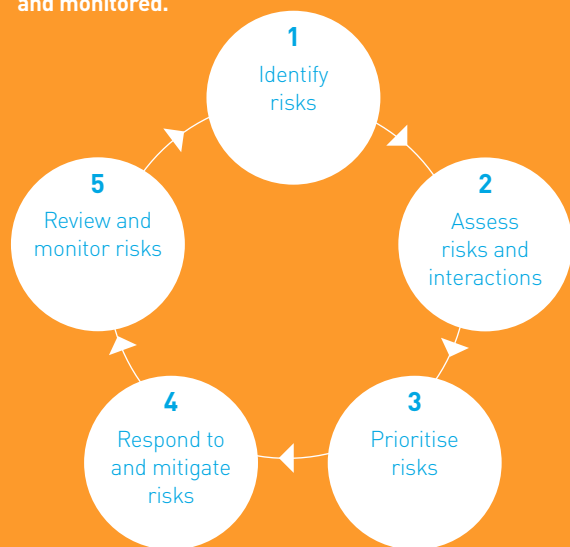 and monitored.
1
Identify
risks
2
Assess
risks and
interactions
3
Prioritise
risks
4
Respond to
and mitigate
risks
5
Review and
monitor risks